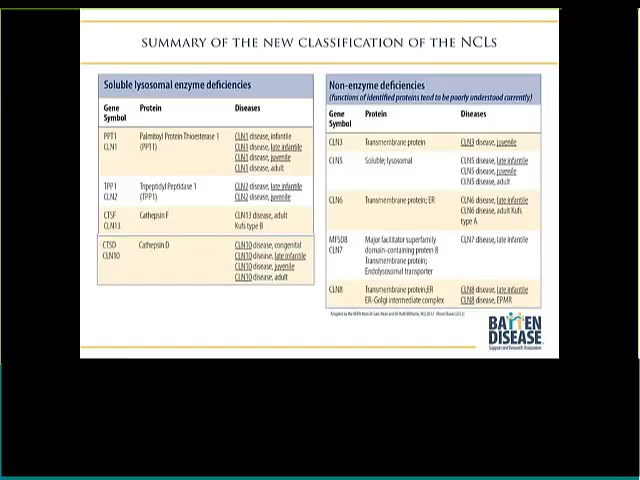 SUMMARY OF THE NEW CLASSIFICATION OF THE NCLS
Soluble lysosomal enzyme deficiencies
Gene Symbol Protein Diseases
PPT1 CLN1 Palmitoyl Protein Thioesterase 1 (PPT1)
CLN1 disease, infantile
CLN1 disease, late infantile
CLN1 disease, juvenile
CLN1 disease, adult
TPP1 CLN2 Tripeptidyl Peptidase 1 (TPP1)
CLN2 disease, late infantile
CLN2 disease, juvenile
CTSF CLN13 Cathepsin F
CLN13 disease, adult
Kufs type B
CTSD CLN10 Cathepsin D
CLN10 disease, congenital
CLN10 disease, late infantile
CLN10 disease, juvenile
CLN10 disease, adult
Non-enzyme deficiencies
(functions of identified proteins tend to be poorly understood currently)
Gene Symbol Protein Diseases
CLN3 Transmembrane protein CLN3 disease, juvenile
CLN5 Soluble; lysosomal
CLN5 disease, late infantile
CLN5 disease, juvenile
CLN5 disease, adult
CLN6 Transmembrane protein; ER
CLN6 disease, late infantile
CLN6 disease, adult Kufs
type A
MFSD8 CLN7
Major facilitator superfamily
domain-containing protein 8
Transmembrane protein;
Endolysosomal transporter
CLN7 disease, late infantile
CLN8
Transmembrane protein;ER
ER-Golgi intermediate complex
CLN8 disease, late infantile
CLN8 disease, EPMR
BATTEN
DISEASE
Support and Research Association